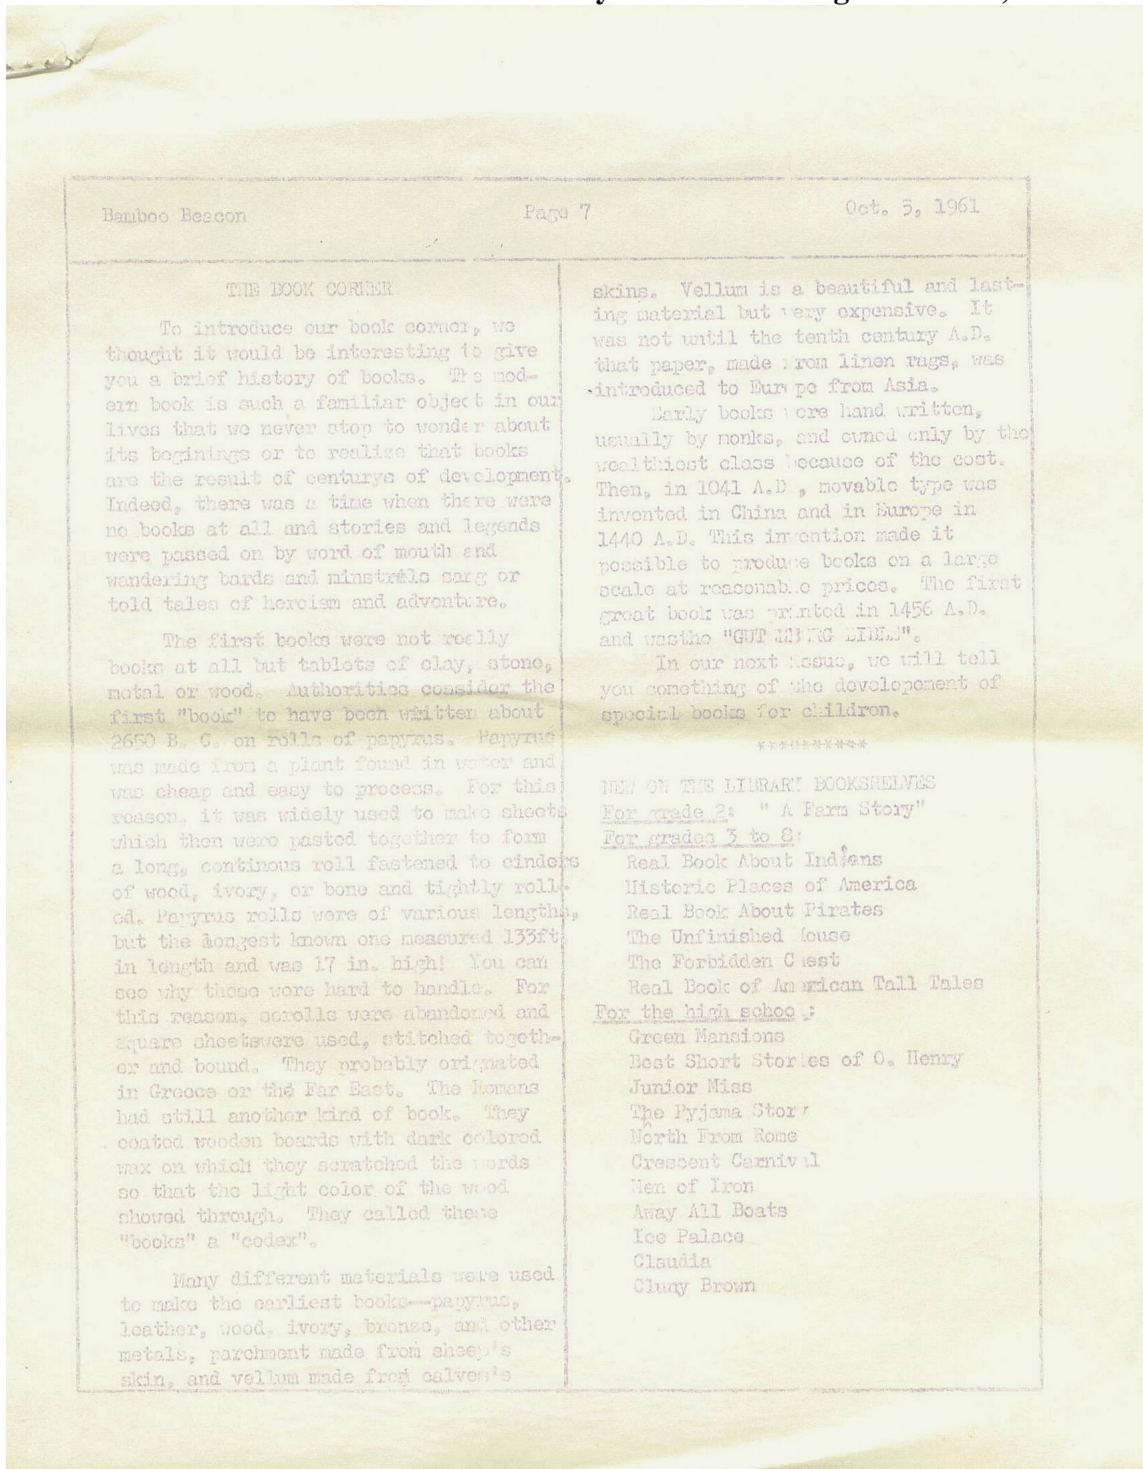 Bamboo Beacon
Page 7
Oct. 5, 1961
THE BOOK CORNER
To introduce our book corner, we
thought it would be interesting to give
you a brief history of books. The mod-
ern book is such a familiar object in our
lives that we never stop to wonder about
its beginings or to realize that books
are the result of centurys of development.
Indeed, there was a time when there were
no books at all and stories and legends
were passed on by word of mouth and
wandering bards and minstrels sang or
told tales of heroism and adventure.
The first books were not really
books at all but tablets of clay, stone,
metal or wood. Authorities consider the
first "book" to have been written about
2650 B. C. on rolls of papyrus. Papyrus
was made from a plant found in water and
was cheap and easy to process. For this
reason, it was widely used to make sheets
which then were pasted together to form
a long, continous roll fastened to cinders
of wood, ivory, or bone and tightly roll-
ed. Papyrus rolls were of various lengths,
but the longest known one measured 133ft.
in length and was 17 in. high! You can
see why these were hard to handle. For
this reason, scrolls were abandoned and
square sheetswere used, stitched togeth-
er and bound. They probably orignated
in Greece or the Far East. The Romans
had still another kind of book. They
coated wooden boards with dark colored
wax on which they scratched the words
so that the light color of the wood
showed through. They called these
"books" a "codex".
Many different materials were used
to make the earliest books--papyrus,
leather, wood, ivory, bronze, and other
metals, parchment made from sheep's
skin, and vellum made from calven's
skins. Vellum is a beautiful and last-
ing material but very expensive. It
was not until the tenth century A.D.
that paper, made from linen rags, was
introduced to Europe from Asia.
Early books were hand written,
usually by monks, and owned only by the
wealthiest class because of the cost.
Then, in 1041 A.D., movable type was
invented in China and in Europe in
1440 A.D. This invention made it
possible to produce books on a large
scale at reasonable prices. The first
great book was printed in 1456 A.D.
and wasthe "GUTENBERG BIBLE".
In our next issue, we will tell
you something of the developement of
special books for children.
**********
NEW ON THE LIBRARY BOOKSHELVES
For grade 2: " A Farm Story"
For grades 3 to 8:
Real Book About Indians
Historic Places of America
Real Book About Pirates
The Unfinished House
The Forbidden Chest
Real Book of American Tall Tales
For the high school:
Green Mansions
Best Short Stories of O. Henry
Junior Miss
The Pyjama Story
North From Rome
Crescent Carnival
Men of Iron
Away All Boats
Ice Palace
Claudia
Cluny Brown